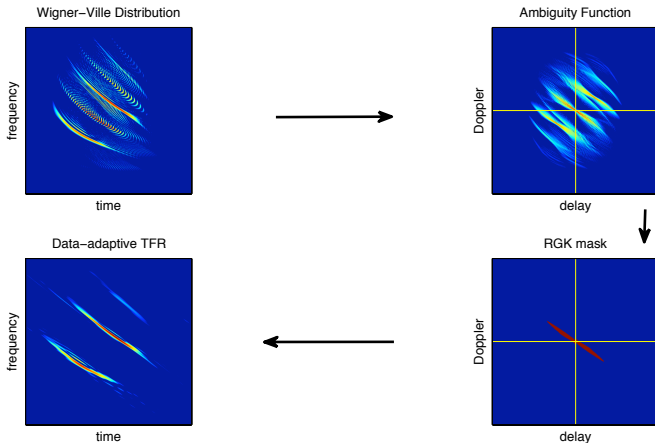 Wigner−Ville Distribution
frequency
time
Ambiguity Function
Doppler
delay
Data−adaptive TFR
frequency
time
RGK mask
Doppler
delay